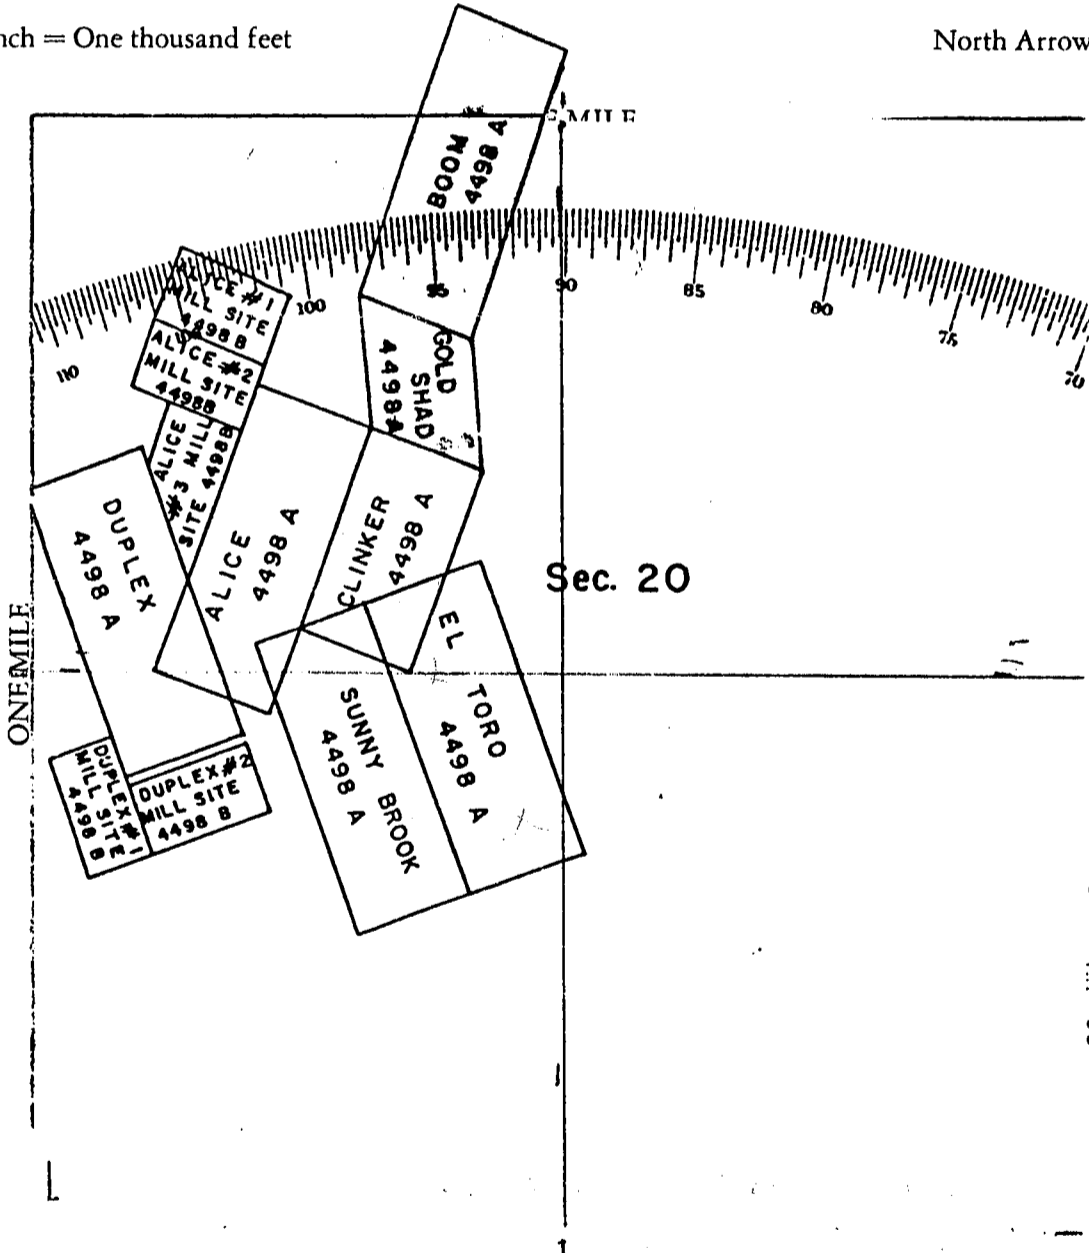 nch = One thousand feet
North Arrow
MILE
BOOM
4498 A
110
100
95
90
85
80
75
70
ALICE #1
MILL SITE
4498 B
ALICE #2
MILL SITE
4498B
ALICE
#3 MILL
SITE 4498B
GOLD
SHAD
4498A
DUPLEX
4498 A
ALICE
4498 A
CLINKER
4498 A
Sec. 20
EL TORO
4498 A
SUNNY BROOK
4498 A
ONE MILE
DUPLEX #1
MILL SITE
4498 B
DUPLEX #2
MILL SITE
4498 B